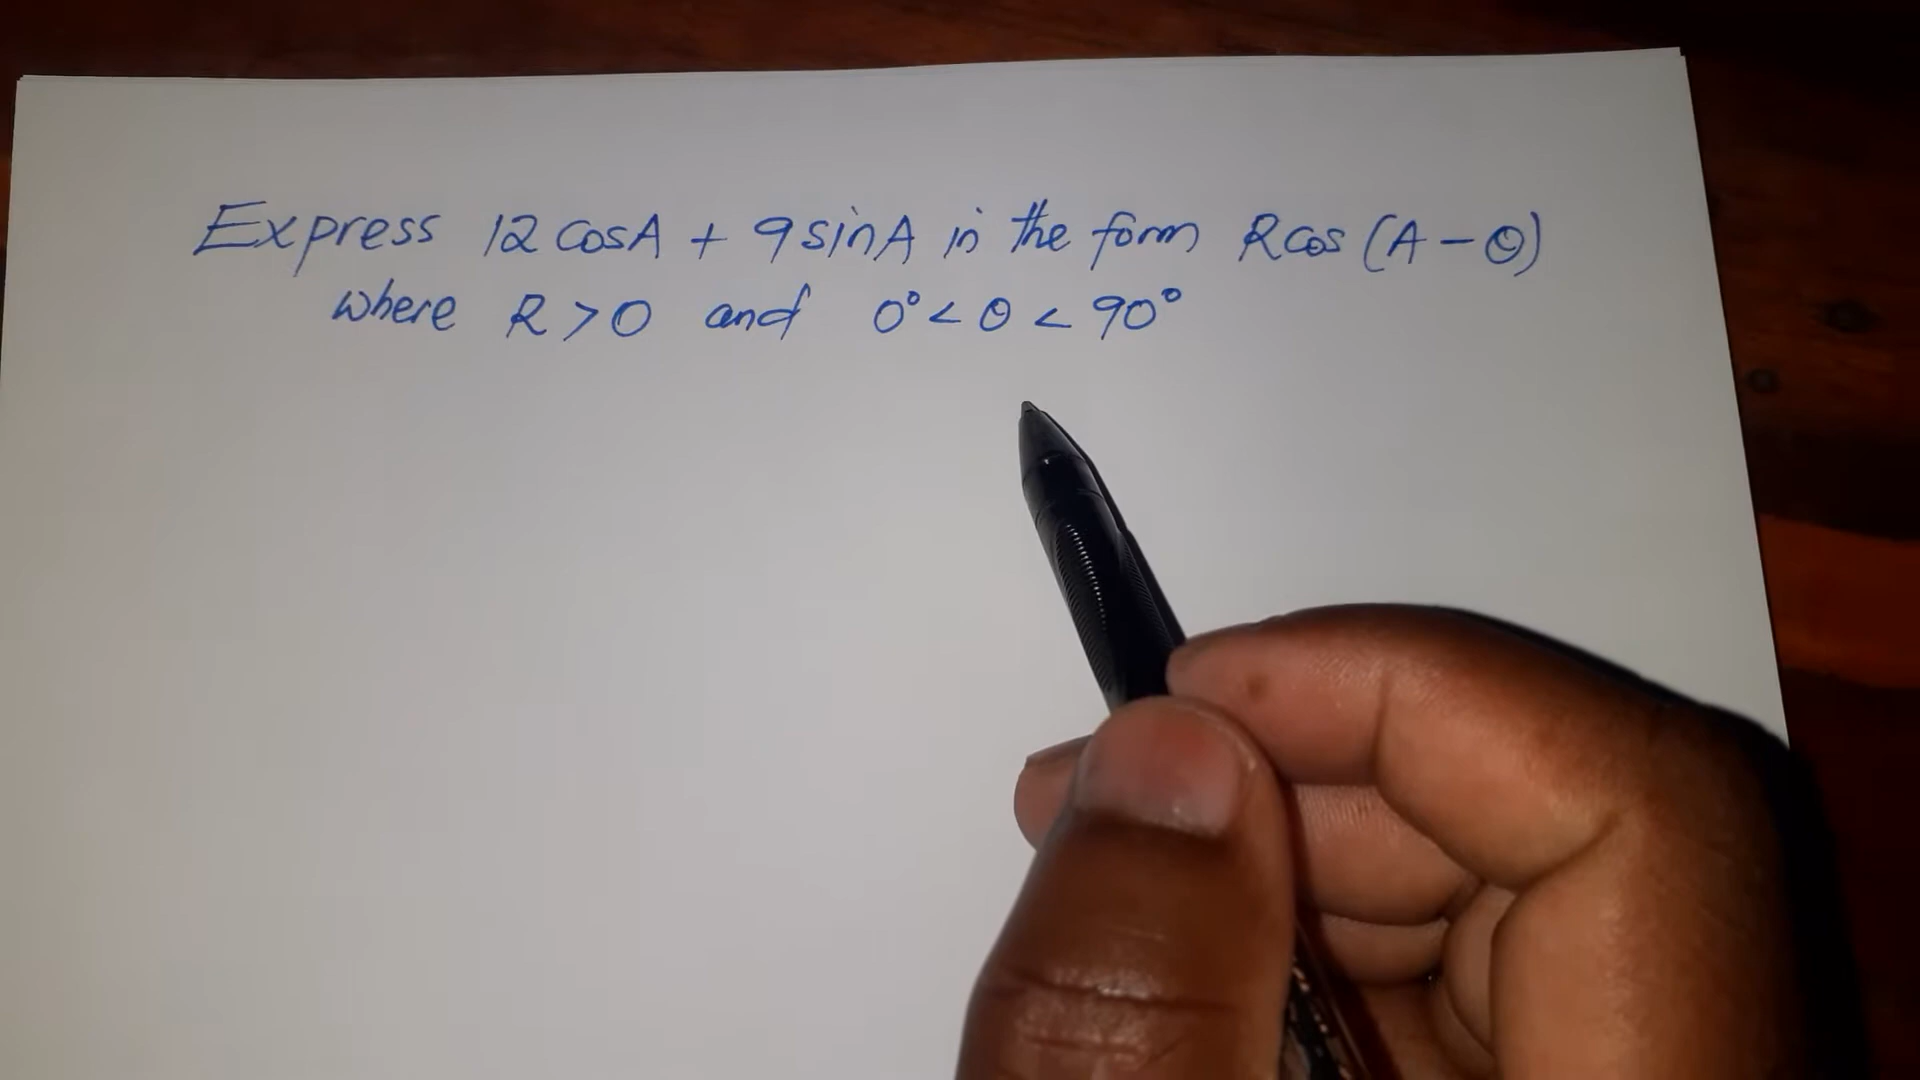 Express 12 cosA + 9 sinA in the form Rcos (A - θ)
where R > 0 and 0° < θ < 90°